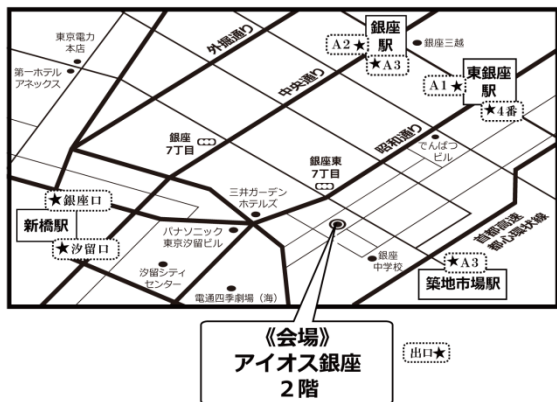 東京電力
本店
第一ホテル
アネックス
外堀通り
中央通り
昭和通り
銀座
駅
A2★
★A3
銀座三越
東銀座
駅
A1★
★4番
でんぱつ
ビル
銀座
7丁目
銀座東
7丁目
三井ガーデン
ホテルズ
★銀座口
新橋駅
★汐留口
パナソニック
東京汐留ビル
汐留シティ
センター
電通四季劇場(海)
銀座
中学校
首都高速
都心環状線
★A3
築地市場駅
《会場》
アイオス銀座
2階
出口★